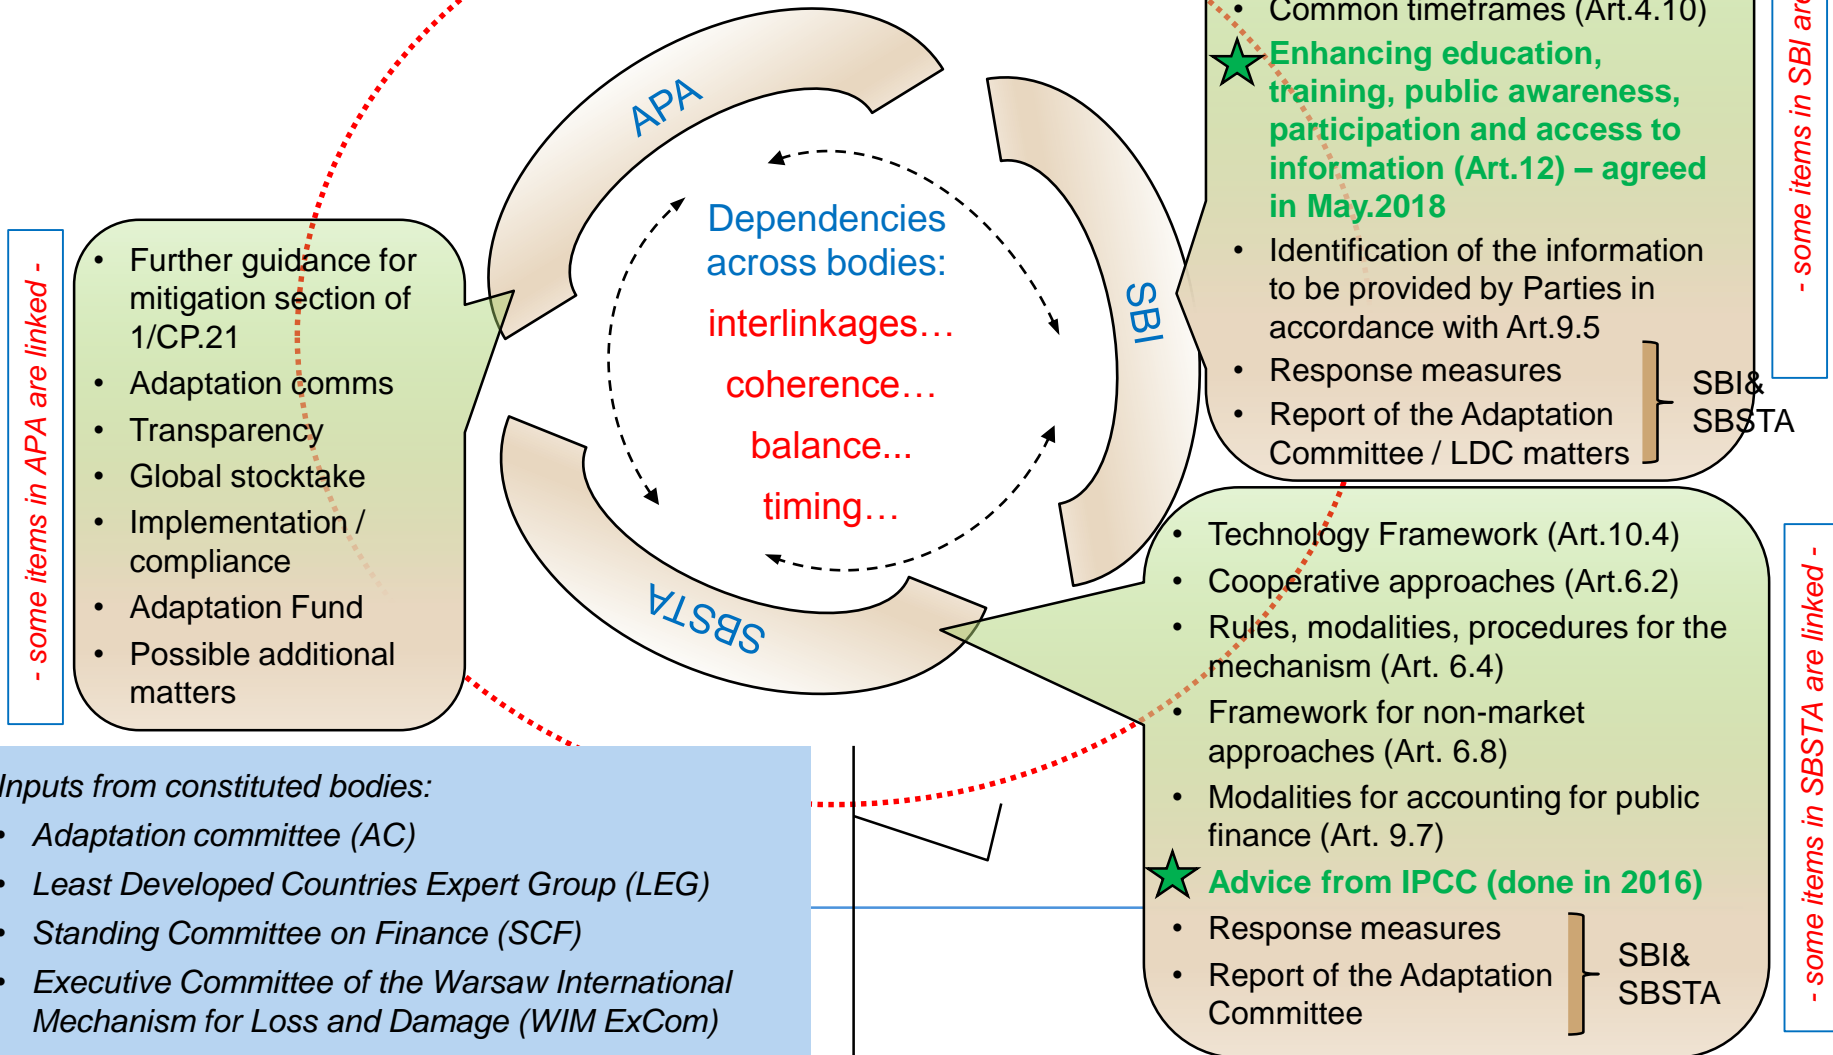 APA
SBI
SBSTA
Dependencies
across bodies:
interlinkages…
coherence…
balance...
timing…
- some items in APA are linked -
• Further guidance for
mitigation section of
1/CP.21
• Adaptation comms
• Transparency
• Global stocktake
• Implementation /
compliance
• Adaptation Fund
• Possible additional
matters
• Common timeframes (Art.4.10)
Enhancing education,
training, public awareness,
participation and access to
information (Art.12) – agreed
in May.2018
• Identification of the information
to be provided by Parties in
accordance with Art.9.5
• Response measures
• Report of the Adaptation
Committee / LDC matters
SBI&
SBSTA
- some items in SBI are
• Technology Framework (Art.10.4)
• Cooperative approaches (Art.6.2)
• Rules, modalities, procedures for the
mechanism (Art. 6.4)
• Framework for non-market
approaches (Art. 6.8)
• Modalities for accounting for public
finance (Art. 9.7)
Advice from IPCC (done in 2016)
• Response measures
• Report of the Adaptation
Committee
SBI&
SBSTA
- some items in SBSTA are linked -
Inputs from constituted bodies:
• Adaptation committee (AC)
• Least Developed Countries Expert Group (LEG)
• Standing Committee on Finance (SCF)
• Executive Committee of the Warsaw International
Mechanism for Loss and Damage (WIM ExCom)